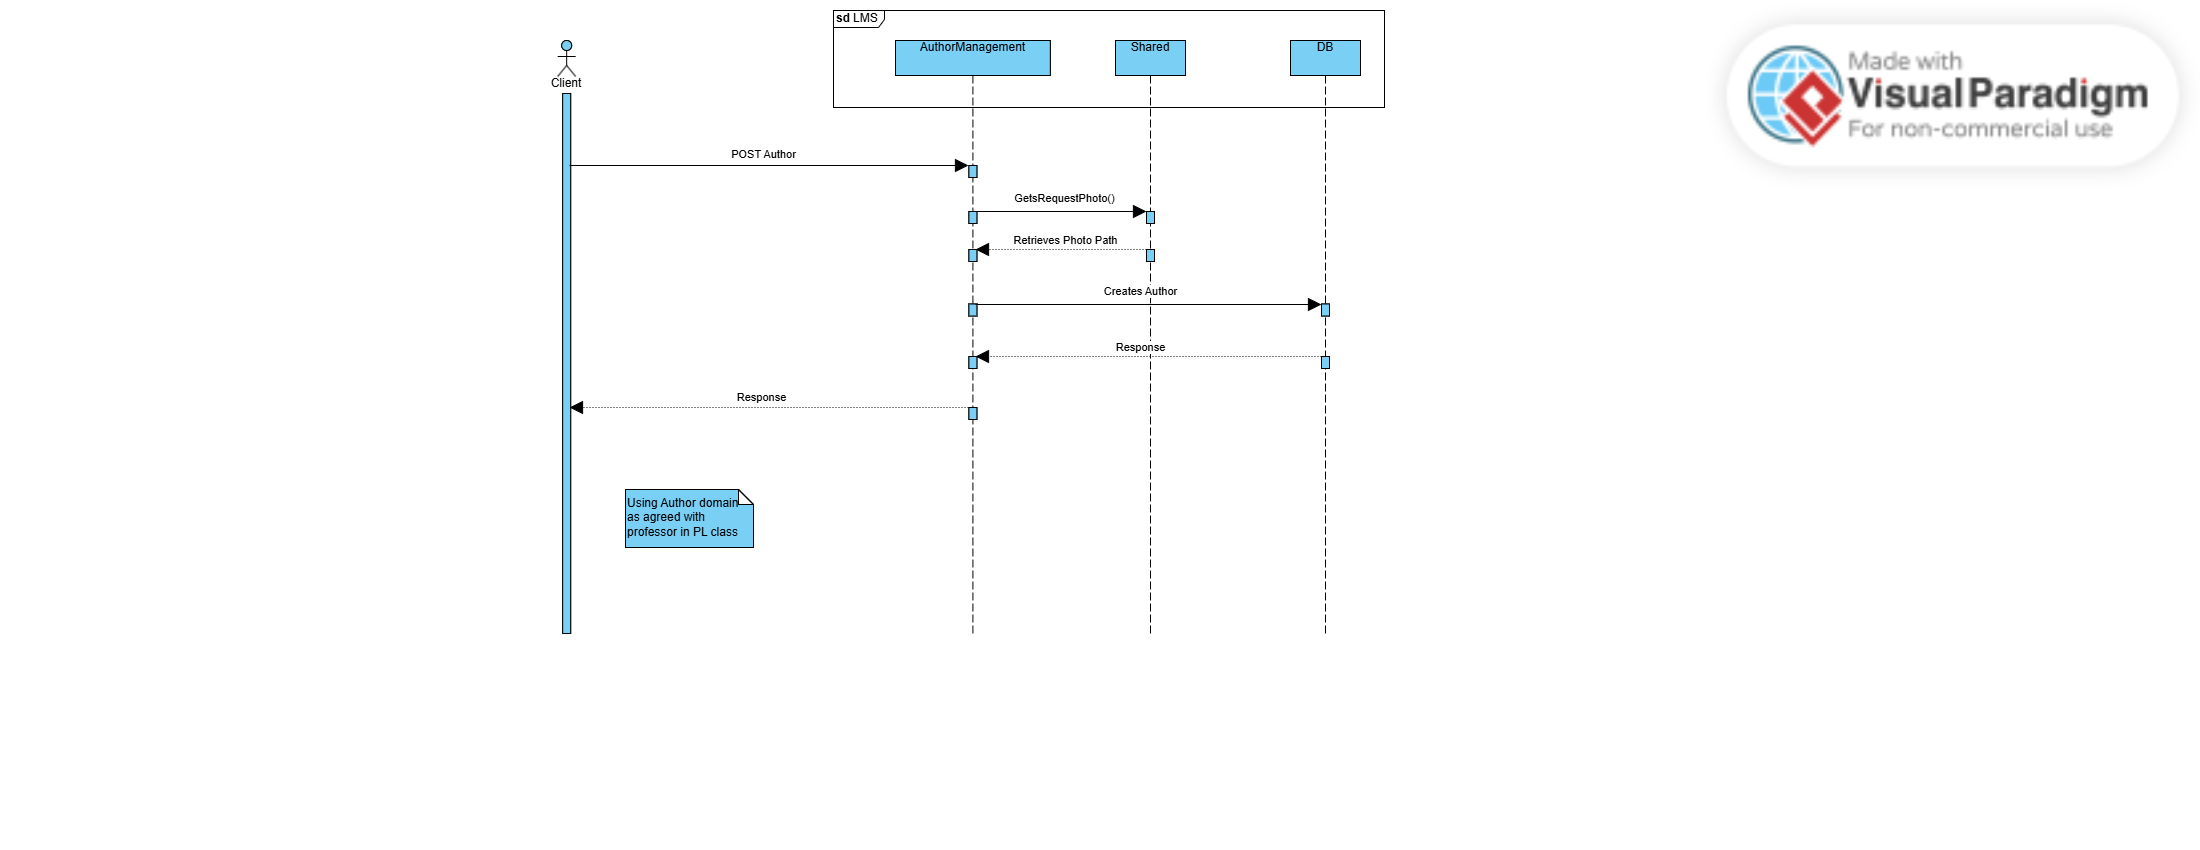 sd LMS
AuthorManagement
Shared
DB
Client
POST Author
GetsRequestPhoto()
Retrieves Photo Path
Creates Author
Response
Response
Using Author domain
as agreed with
professor in PL class
Made with
Visual Paradigm
For non-commercial use